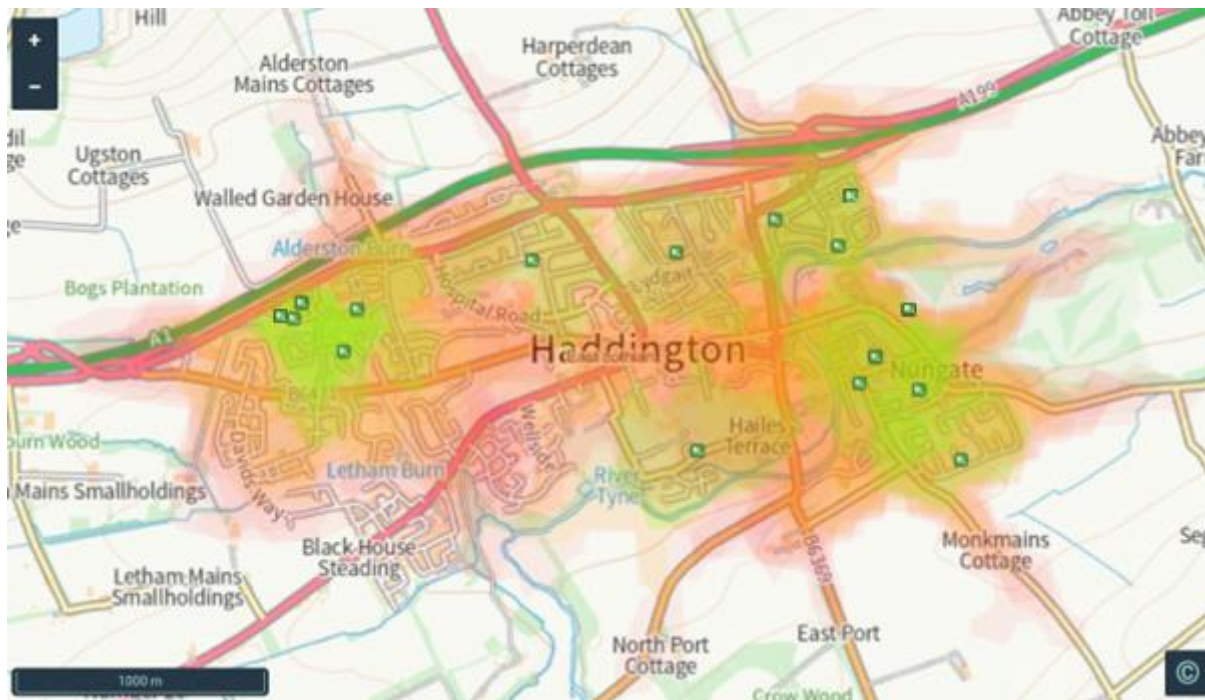 Hill
Abbey Toll
Cottage
+
−
Harperdean
Cottages
Alderston
Mains Cottages
A199
Ugston
Cottages
Walled Garden House
Alderston Burn
Lydgait
Bogs Plantation
Hospital Road
A1
Haddington
Nungate
Davids Way
Wellside
Hailes
Terrace
Letham Burn
River
Tyne
Mains Smallholdings
Black House
Steading
B6369
Monkmains
Cottage
Letham Mains
Smallholdings
East Port
North Port
Cottage
1000 m
Crow Wood
©